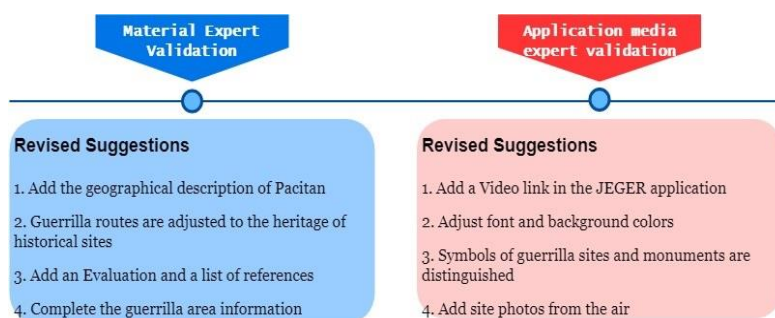 Material Expert
Validation
Revised Suggestions
1. Add the geographical description of Pacitan
2. Guerrilla routes are adjusted to the heritage of
historical sites
3. Add an Evaluation and a list of references
4. Complete the guerrilla area information
Application media
expert validation
Revised Suggestions
1. Add a Video link in the JEGER application
2. Adjust font and background colors
3. Symbols of guerrilla sites and monuments are
distinguished
4. Add site photos from the air